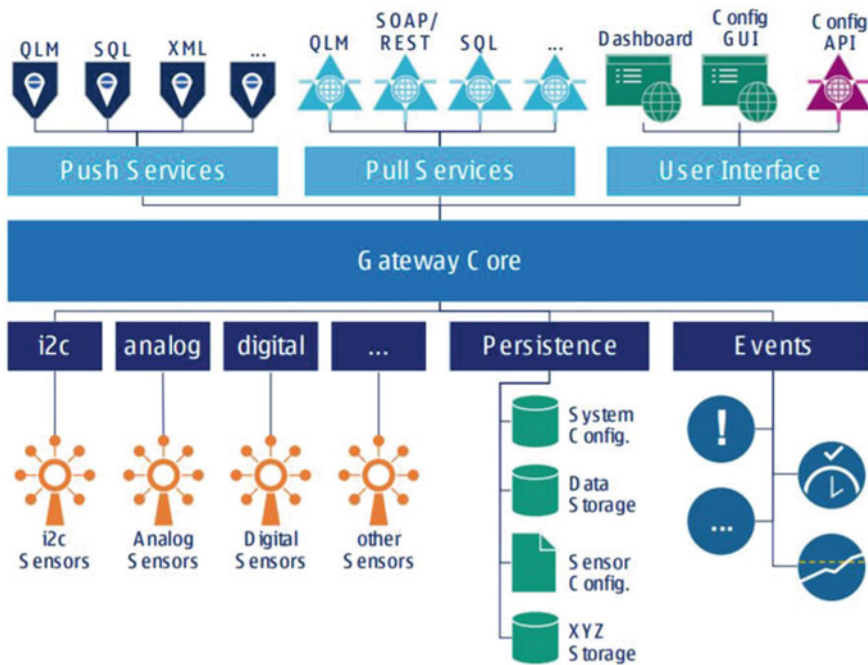 QLM
SQL
XML
...
QLM
SOAP/
REST
SQL
...
Dashboard
Config
GUI
Config
API
Push Services
Pull Services
User Interface
Gateway Core
i2c
analog
digital
...
Persistence
Events
i2c
Sensors
Analog
Sensors
Digital
Sensors
other
Sensors
System
Config.
Data
Storage
Sensor
Config.
XYZ
Storage
!
...